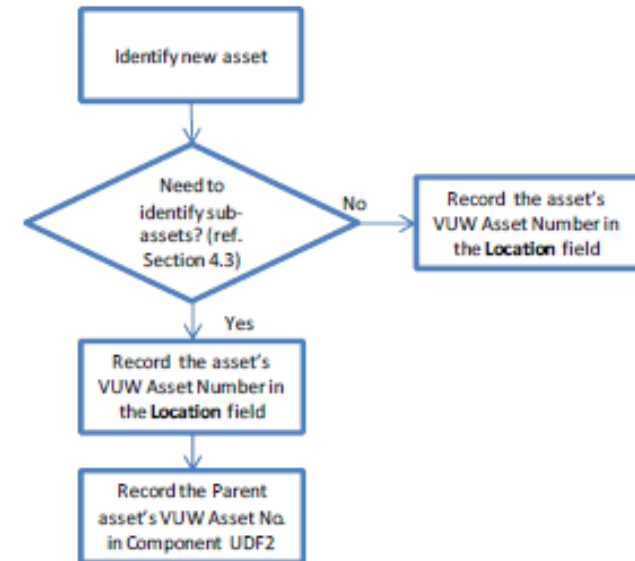 Identify new asset
Need to
identify sub-
assets? (ref.
Section 4.3)
No
Record the asset's
VUW Asset Number in
the Location field
Yes
Record the asset's
VUW Asset Number in
the Location field
Record the Parent
asset's VUW Asset No.
in Component UDF2